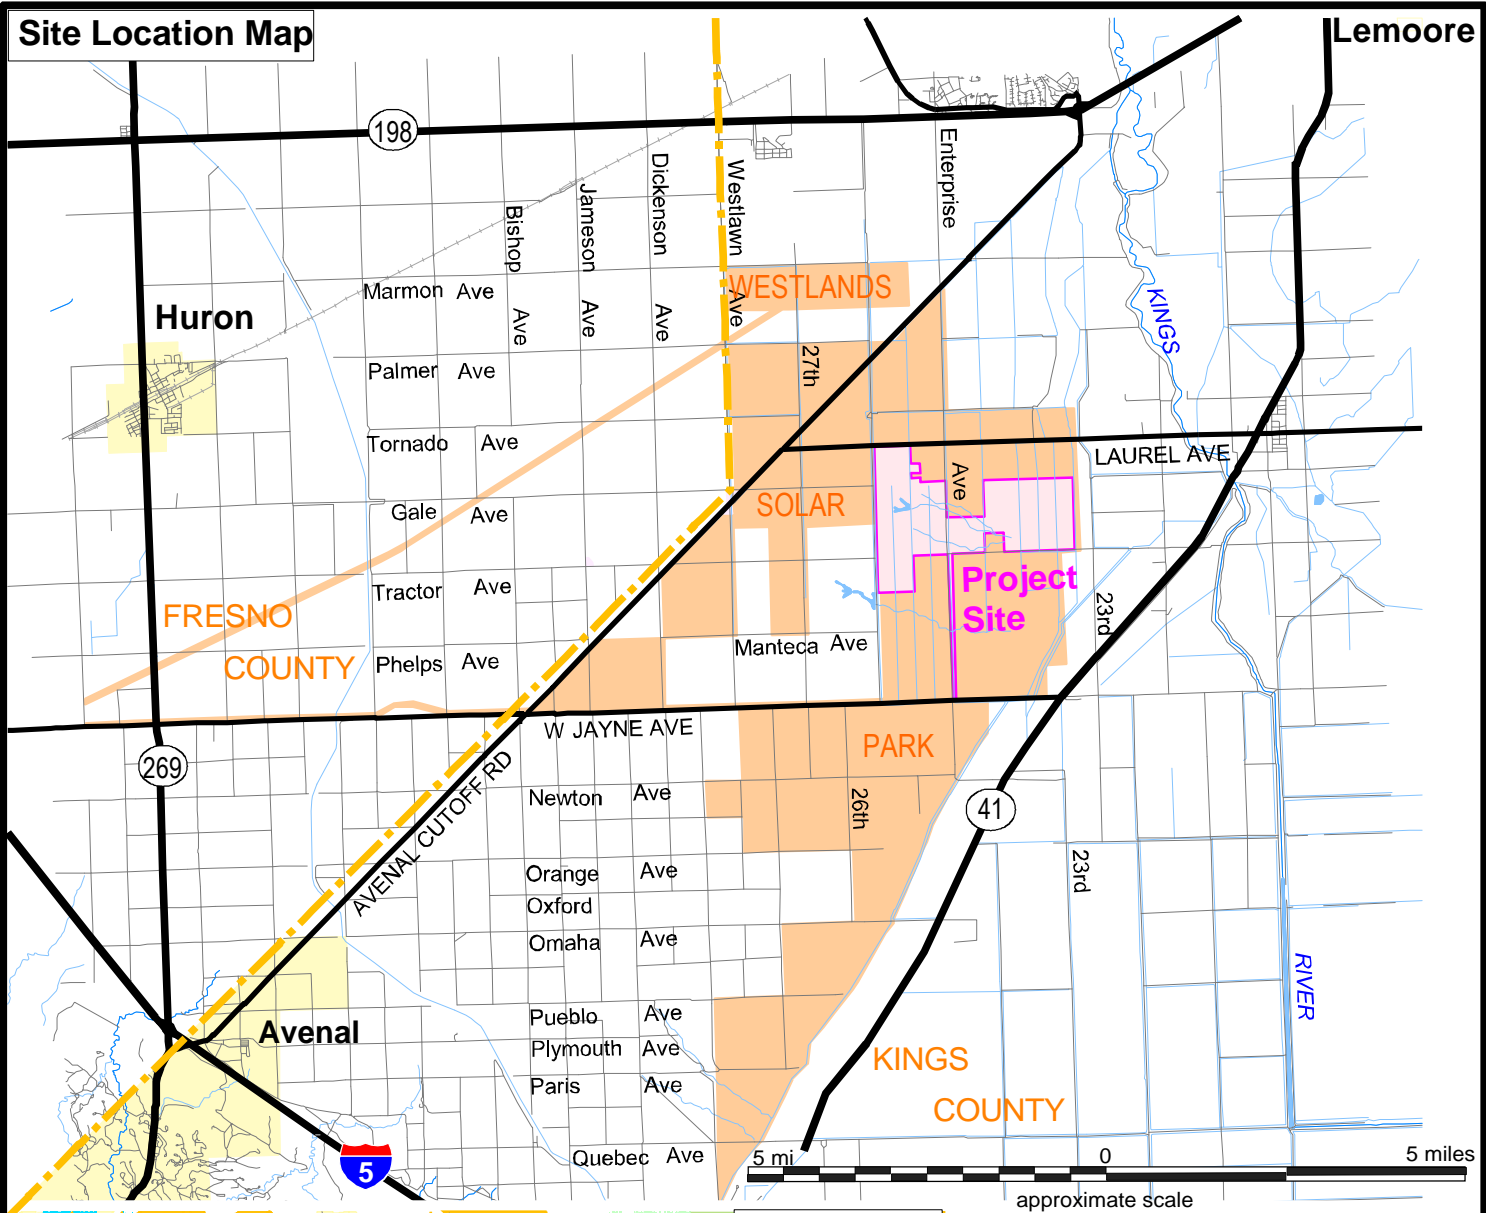 Site Location Map
Lemoore
198
Enterprise
Ave
Westlawn
Ave
Dickenson
Ave
Jameson
Ave
Bishop
Ave
WESTLANDS
KINGS
Huron
Marmon Ave
27th
Palmer Ave
Tornado Ave
LAUREL AVE
SOLAR
Gale Ave
Project
Site
Tractor Ave
23rd
FRESNO
COUNTY
Manteca Ave
Phelps Ave
W JAYNE AVE
PARK
269
AVENAL CUTOFF RD
Newton Ave
26th
41
Orange Ave
23rd
Oxford
Omaha Ave
RIVER
Pueblo Ave
Avenal
Plymouth Ave
KINGS
COUNTY
Paris Ave
Quebec Ave
5
5 mi 0 5 miles
approximate scale